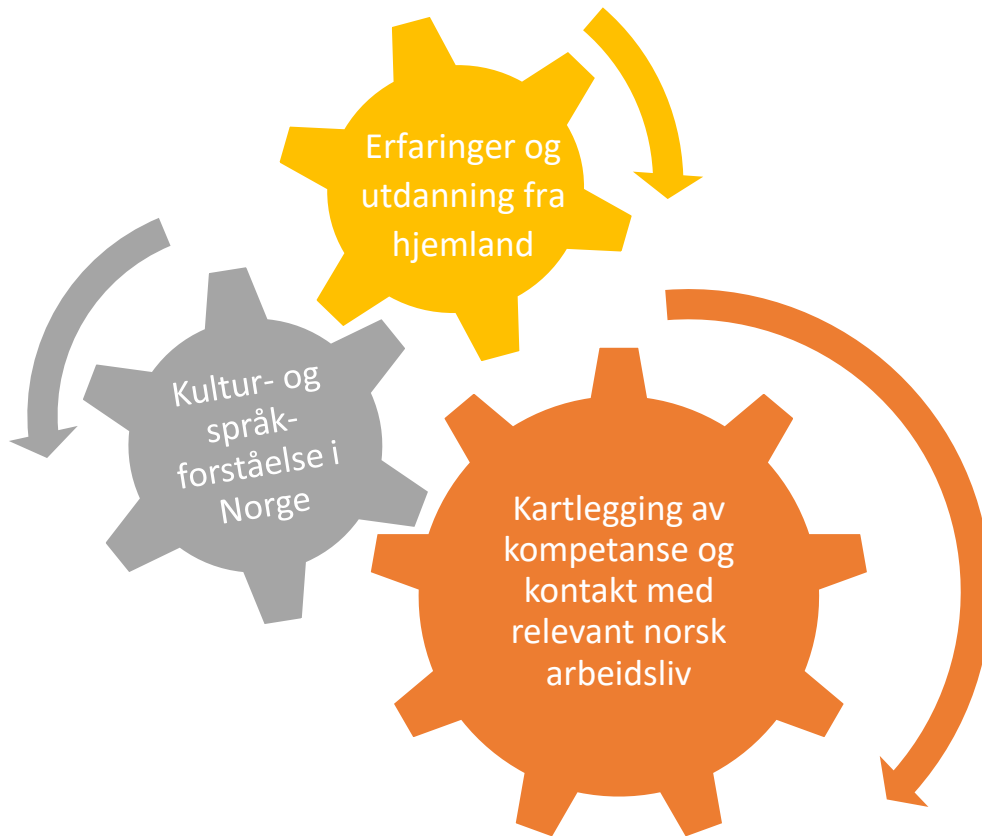 Erfaringer og
utdanning fra
hjemland
Kultur- og
språk-
forståelse i
Norge
Kartlegging av
kompetanse og
kontakt med
relevant norsk
arbeidsliv